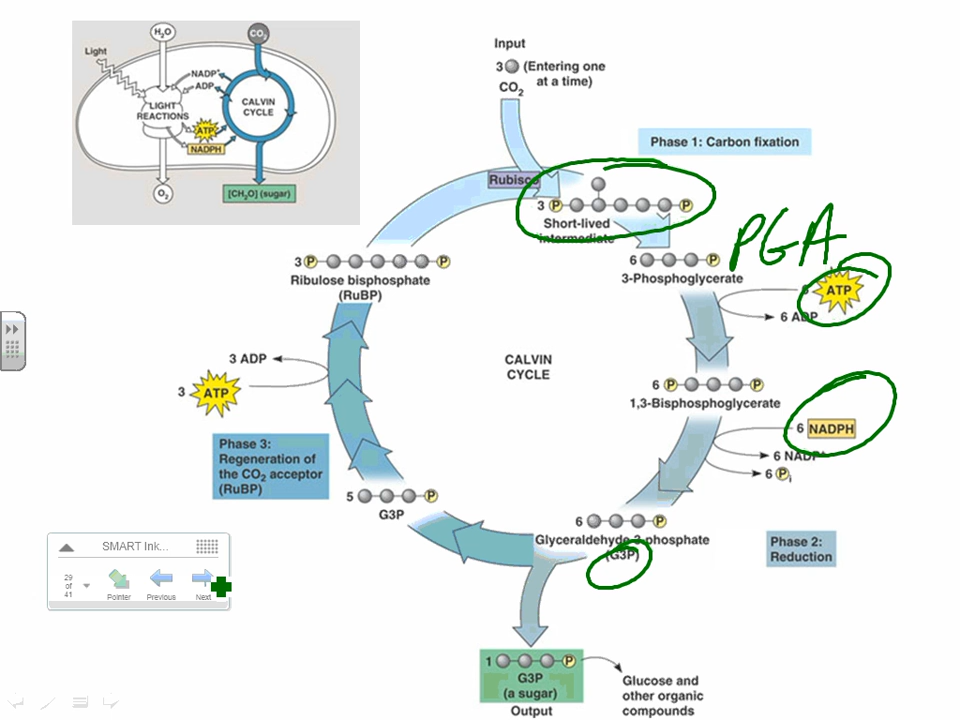 H₂O
CO₂
Light
NADP⁺
ADP
LIGHT
REACTIONS
CALVIN
CYCLE
ATP
NADPH
O₂
[CH₂O] (sugar)
Input
3 (Entering one
at a time)
CO₂
Phase 1: Carbon fixation
Rubisco
3 P P
Short-lived
intermediate
PGA
3 P P
Ribulose bisphosphate
(RuBP)
6 P
3-Phosphoglycerate
6 ATP
6 ADP
CALVIN
CYCLE
3 ADP
3 ATP
6 P P
1,3-Bisphosphoglycerate
6 NADPH
6 NADP⁺
6 Pi
Phase 3:
Regeneration of
the CO₂ acceptor
(RuBP)
5 P
G3P
6 P
Glyceraldehyde-3-phosphate
(G3P)
Phase 2:
Reduction
SMART Ink...
29
of
41
Pointer
Previous
Next
1 P
G3P
(a sugar)
Output
Glucose and
other organic
compounds